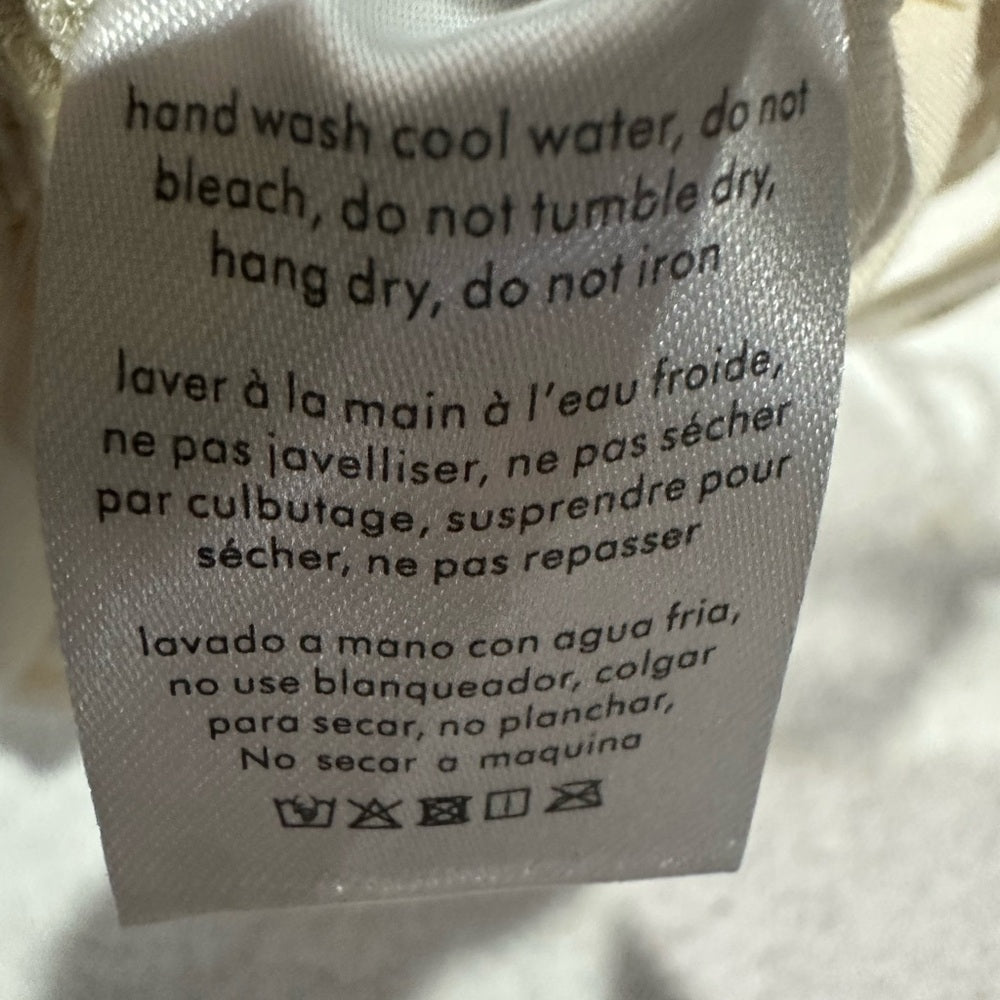 hand wash cool water, do not
bleach, do not tumble dry,
hang dry, do not iron
laver à la main à l'eau froide,
ne pas javelliser, ne pas sécher
par culbutage, susprendre pour
sécher, ne pas repasser
lavado a mano con agua fria,
no use blanqueador, colgar
para secar, no planchar,
No secar a maquina